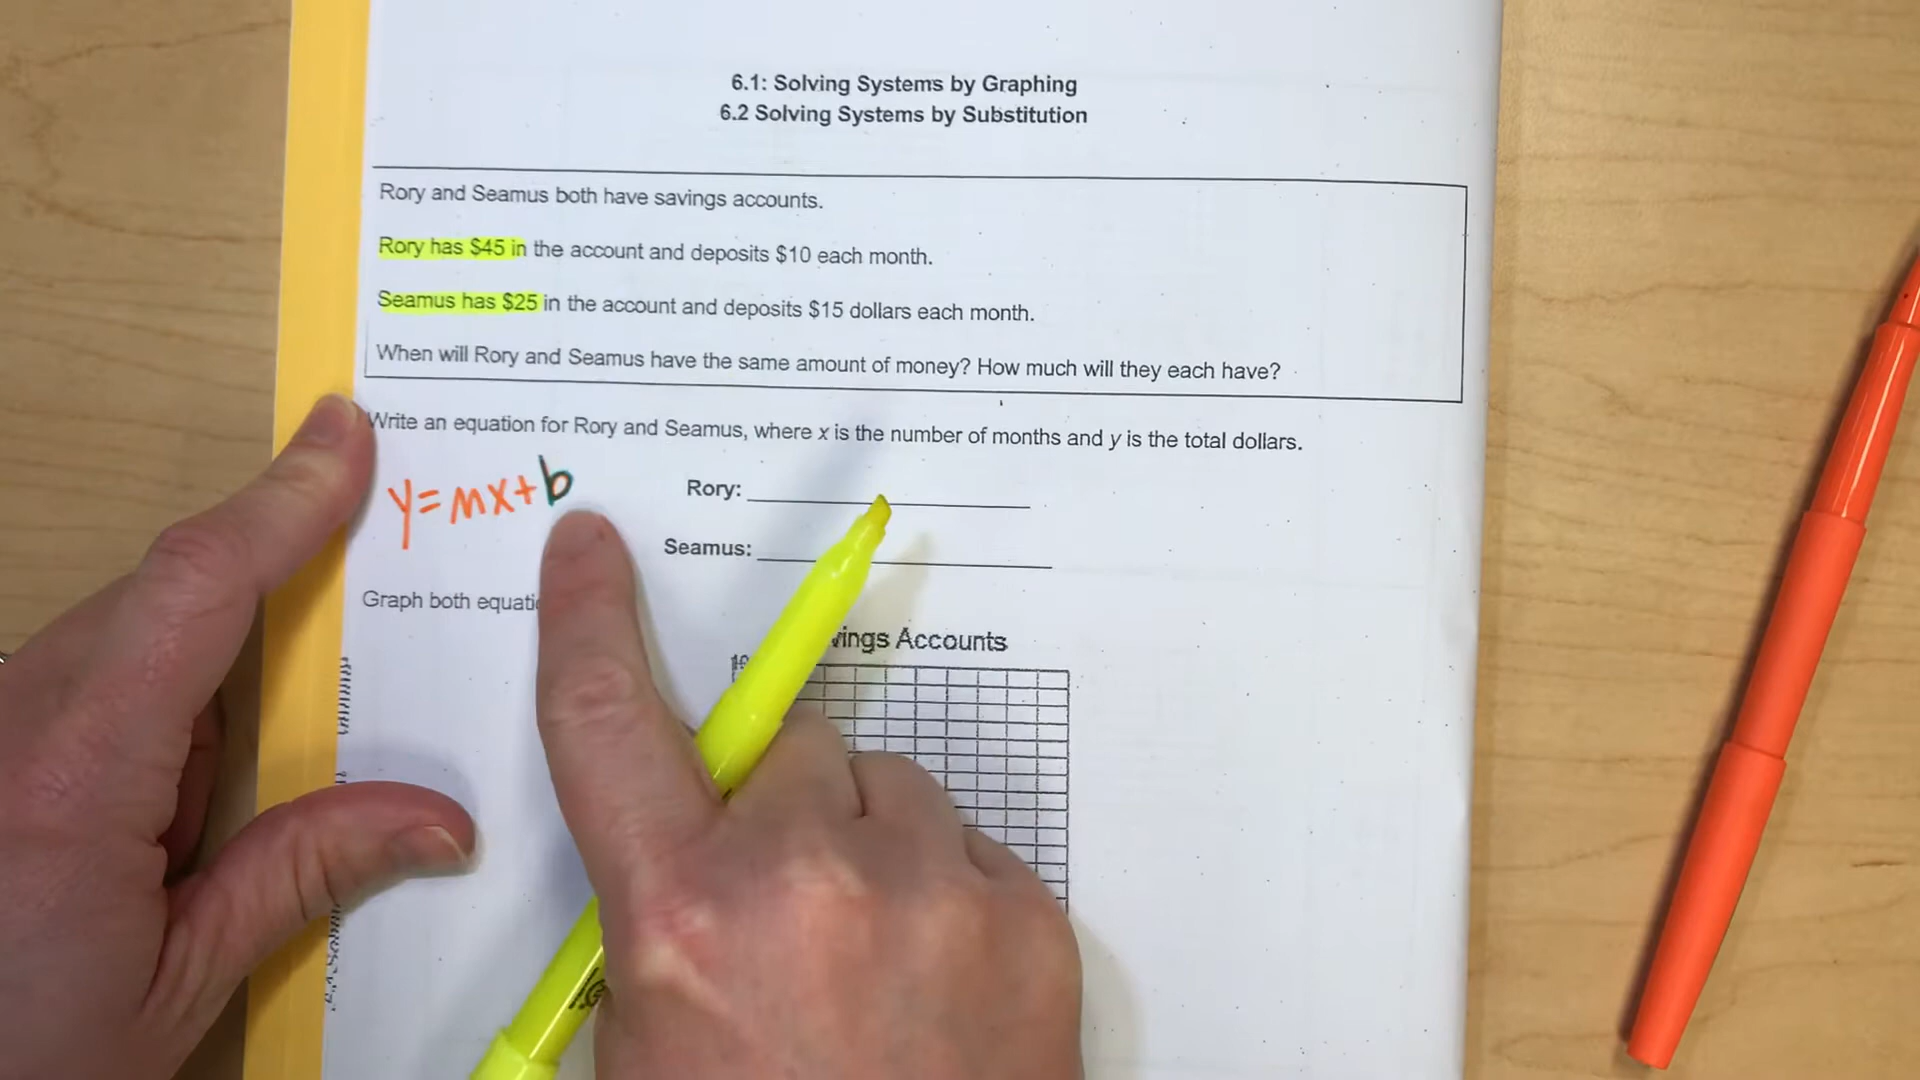 6.1: Solving Systems by Graphing
6.2 Solving Systems by Substitution
Rory and Seamus both have savings accounts.
Rory has $45 in the account and deposits $10 each month.
Seamus has $25 in the account and deposits $15 dollars each month.
When will Rory and Seamus have the same amount of money? How much will they each have?
Write an equation for Rory and Seamus, where x is the number of months and y is the total dollars.
y=mx+b
Rory:
Seamus:
Graph both
Accounts